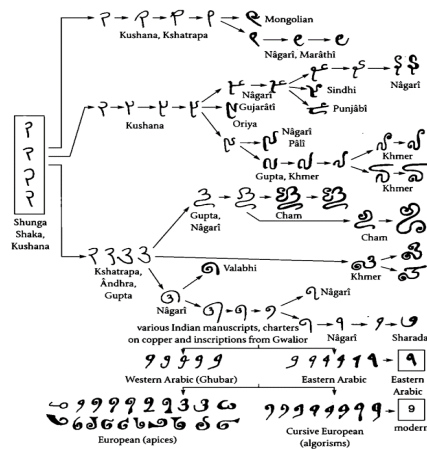 Mongolian
Kushana, Kshatrapa
Nâgarî, Marâthî
Nâgarî
Sindhi
Nâgarî
Gujarâtî
Punjâbî
Kushana
Oriya
Nâgarî
Pâlî
Khmer
Gupta, Khmer
Khmer
Shunga
Shaka,
Kushana
Gupta,
Nâgarî
Cham
Cham
Kshatrapa,
Ândhra,
Gupta
Valabhi
Khmer
Nâgarî
Nâgarî
various Indian manuscripts, charters
on copper and inscriptions from Gwalior
Nâgarî
Sharada
Western Arabic (Ghubar)
Eastern Arabic
Eastern
Arabic
9
modern
European (apices)
Cursive European
(algorisms)